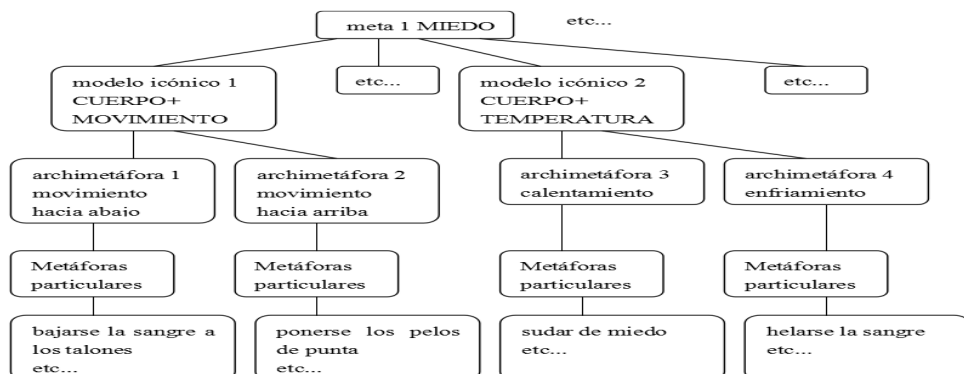 meta 1 MIEDO
etc...
modelo icónico 1
CUERPO+
MOVIMIENTO
etc...
modelo icónico 2
CUERPO+
TEMPERATURA
etc...
archimetáfora 1
movimiento
hacia abajo
archimetáfora 2
movimiento
hacia arriba
archimetáfora 3
calentamiento
archimetáfora 4
enfriamiento
Metáforas
particulares
Metáforas
particulares
Metáforas
particulares
Metáforas
particulares
bajarse la sangre a
los talones
etc...
ponerse los pelos
de punta
etc...
sudar de miedo
etc...
helarse la sangre
etc...